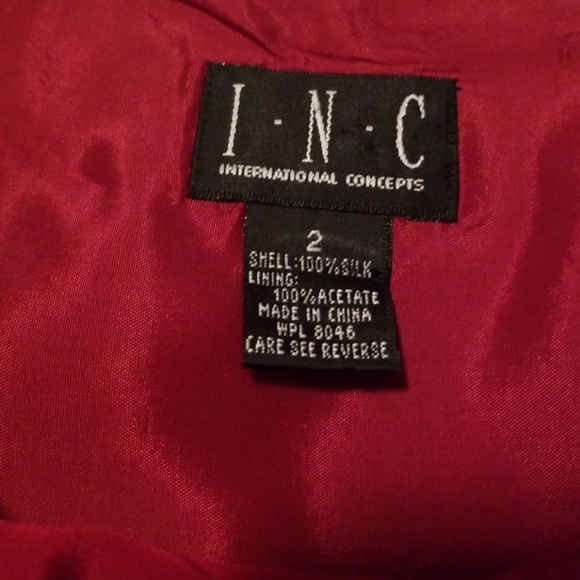 I·N·C
INTERNATIONAL CONCEPTS
2
SHELL:100%SILK
LINING:
100%ACETATE
MADE IN CHINA
WPL 8046
CARE SEE REVERSE